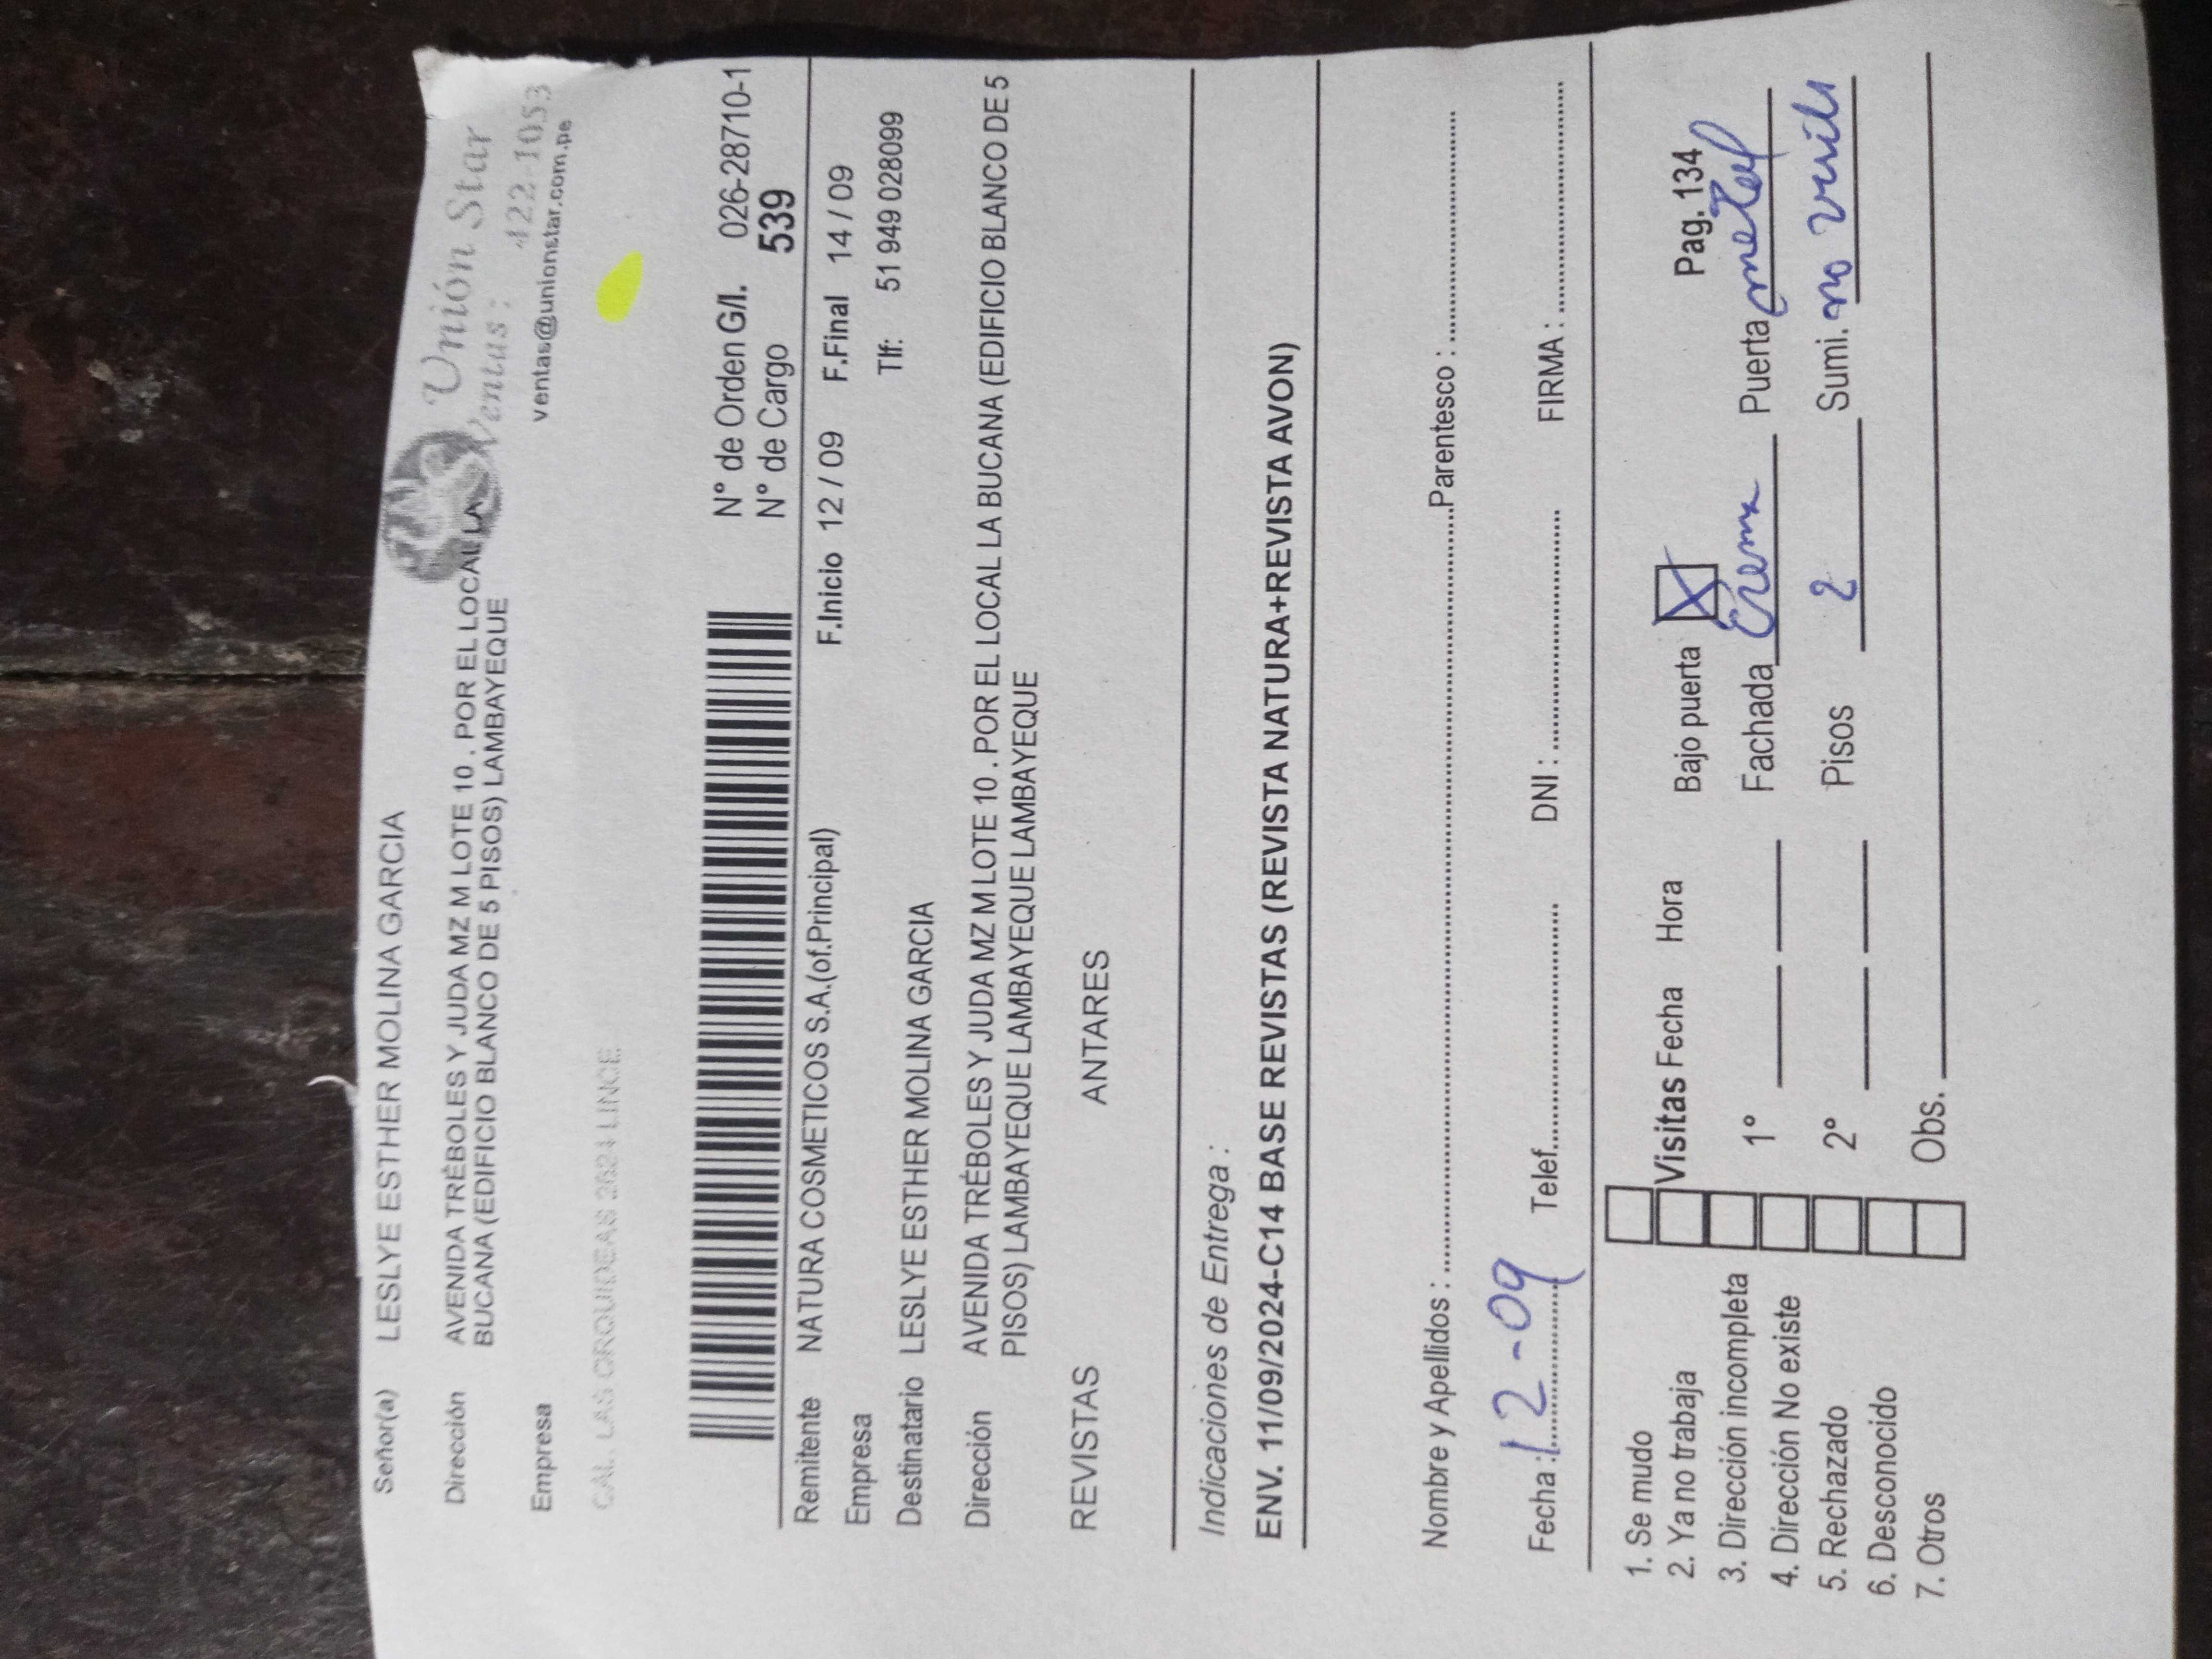 Señor(a) LESLYE ESTHER MOLINA GARCIA
Unión Star
Ventas: 422-1053
ventas@unionstar.com.pe
Dirección AVENIDA TRÉBOLES Y JUDA MZ M LOTE 10 . POR EL LOCAL LA
BUCANA (EDIFICIO BLANCO DE 5 PISOS) LAMBAYEQUE
Empresa
CAL. LAS ORQUIDEAS LINCE
N° de Orden G/I. 026-28710-1
N° de Cargo 539
Remitente NATURA COSMETICOS S.A.(of.Principal) F.Inicio 12 / 09 F.Final 14 / 09
Empresa Tlf: 51 949 028099
Destinatario LESLYE ESTHER MOLINA GARCIA
Dirección AVENIDA TRÉBOLES Y JUDA MZ M LOTE 10 . POR EL LOCAL LA BUCANA (EDIFICIO BLANCO DE 5
PISOS) LAMBAYEQUE LAMBAYEQUE LAMBAYEQUE
REVISTAS ANTARES
Indicaciones de Entrega :
ENV. 11/09/2024-C14 BASE REVISTAS (REVISTA NATURA+REVISTA AVON)
Nombre y Apellidos : Parentesco :
Fecha : 12-09 Telef. DNI : FIRMA :
1. Se mudo
2. Ya no trabaja
3. Dirección incompleta
4. Dirección No existe
5. Rechazado
6. Desconocido
7. Otros
Visitas Fecha Hora Bajo puerta X Pag. 134
1° Fachada Crema Puerta metal
2° Pisos 2 Sumi. no
Obs.